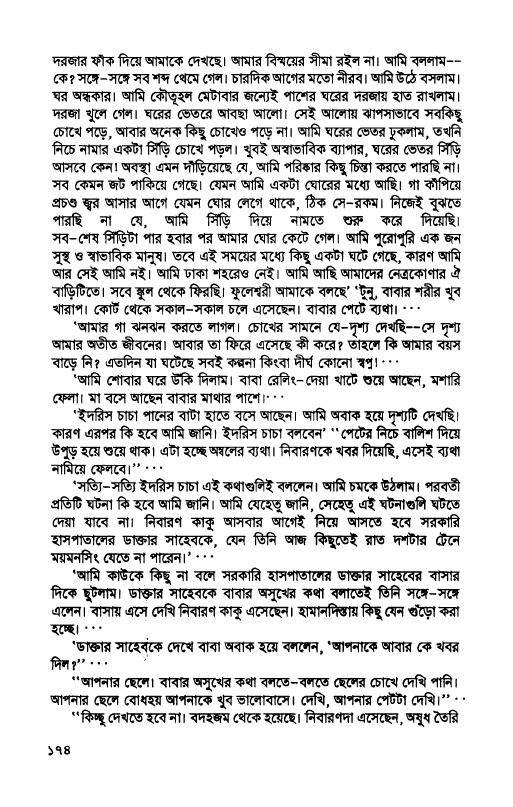 দরজার ফাঁক দিয়ে আমাকে দেখছে। আমার বিস্ময়ের সীমা রইল না। আমি বললাম--
কে? সঙ্গে-সঙ্গে সব শব্দ থেমে গেল। চারদিক আগের মতো নীরব। আমি উঠে বসলাম।
ঘর অন্ধকার। আমি কৌতূহল মেটাবার জন্যেই পাশের ঘরের দরজায় হাত রাখলাম।
দরজা খুলে গেল। ঘরের ভেতরে আবছা আলো। সেই আলোয় ঝাপসাভাবে সবকিছু
চোখে পড়ে, আবার অনেক কিছু চোখেও পড়ে না। আমি ঘরের ভেতর ঢুকলাম, তখনি
নিচে নামার একটা সিঁড়ি চোখে পড়ল। খুবই অস্বাভাবিক ব্যাপার, ঘরের ভেতর সিঁড়ি
আসবে কেন! অবস্থা এমন দাঁড়িয়েছে যে, আমি পরিষ্কার কিছু চিন্তা করতে পারছি না।
সব কেমন জট পাকিয়ে গেছে। যেমন আমি একটা ঘোরের মধ্যে আছি। গা কাঁপিয়ে
প্রচণ্ড জ্বর আসার আগে যেমন ঘোর লেগে থাকে, ঠিক সে-রকম। নিজেই বুঝতে
পারছি না যে, আমি সিঁড়ি দিয়ে নামতে শুরু করে দিয়েছি।
সব-শেষ সিঁড়িটা পার হবার পর আমার ঘোর কেটে গেল। আমি পুরোপুরি এক জন
সুস্থ ও স্বাভাবিক মানুষ। তবে এই সময়ের মধ্যে কিছু একটা ঘটে গেছে, কারণ আমি
আর সেই আমি নই। আমি ঢাকা শহরেও নেই। আমি আছি আমাদের নেত্রকোণার ঐ
বাড়িটিতে। সবে স্কুল থেকে ফিরছি। ফুলেশ্বরী আমাকে বলছে' 'টুনু, বাবার শরীর খুব
খারাপ। কোর্ট থেকে সকাল-সকাল চলে এসেছেন। বাবার পেটে ব্যথা। ···
'আমার গা ঝনঝন করতে লাগল। চোখের সামনে যে-দৃশ্য দেখছি--সে দৃশ্য
আমার অতীত জীবনের। আবার তা ফিরে এসেছে কী করে? তাহলে কি আমার বয়স
বাড়ে নি? এতদিন যা ঘটেছে সবই কল্পনা কিংবা দীর্ঘ কোনো স্বপ্ন! ···
'আমি শোবার ঘরে উঁকি দিলাম। বাবা রেলিং-দেয়া খাটে শুয়ে আছেন, মশারি
ফেলা। মা বসে আছেন বাবার মাথার পাশে। ···
'ইদরিস চাচা পানের বাটা হাতে বসে আছেন। আমি অবাক হয়ে দৃশ্যটি দেখছি।
কারণ এরপর কি হবে আমি জানি। ইদরিস চাচা বলবেন' ''পেটের নিচে বালিশ দিয়ে
উপুড় হয়ে শুয়ে থাক। এটা হচ্ছে অম্বলের ব্যথা। নিবারণকে খবর দিয়েছি, এসেই ব্যথা
নামিয়ে ফেলবে।'' ···
'সত্যি-সত্যি ইদরিস চাচা এই কথাগুলিই বললেন। আমি চমকে উঠলাম। পরবর্তী
প্রতিটি ঘটনা কি হবে আমি জানি। আমি যেহেতু জানি, সেহেতু এই ঘটনাগুলি ঘটতে
দেয়া যাবে না। নিবারণ কাকু আসবার আগেই নিয়ে আসতে হবে সরকারি
হাসপাতালের ডাক্তার সাহেবকে, যেন তিনি আজ কিছুতেই রাত দশটার ট্রেনে
ময়মনসিং যেতে না পারেন।' ···
'আমি কাউকে কিছু না বলে সরকারি হাসপাতালের ডাক্তার সাহেবের বাসার
দিকে ছুটলাম। ডাক্তার সাহেবকে বাবার অসুখের কথা বলাতেই তিনি সঙ্গে-সঙ্গে
এলেন। বাসায় এসে দেখি নিবারণ কাকু এসেছেন। হামানদিস্তায় কিছু যেন গুঁড়ো করা
হচ্ছে। ···
'ডাক্তার সাহেবকে দেখে বাবা অবাক হয়ে বললেন, 'আপনাকে আবার কে খবর
দিল?'' ···
''আপনার ছেলে। বাবার অসুখের কথা বলতে-বলতে ছেলের চোখে দেখি পানি।
আপনার ছেলে বোধহয় আপনাকে খুব ভালোবাসে। দেখি, আপনার পেটটা দেখি।'' ··
''কিচ্ছু দেখতে হবে না। বদহজম থেকে হয়েছে। নিবারণদা এসেছেন, অষুধ তৈরি
১৭৪